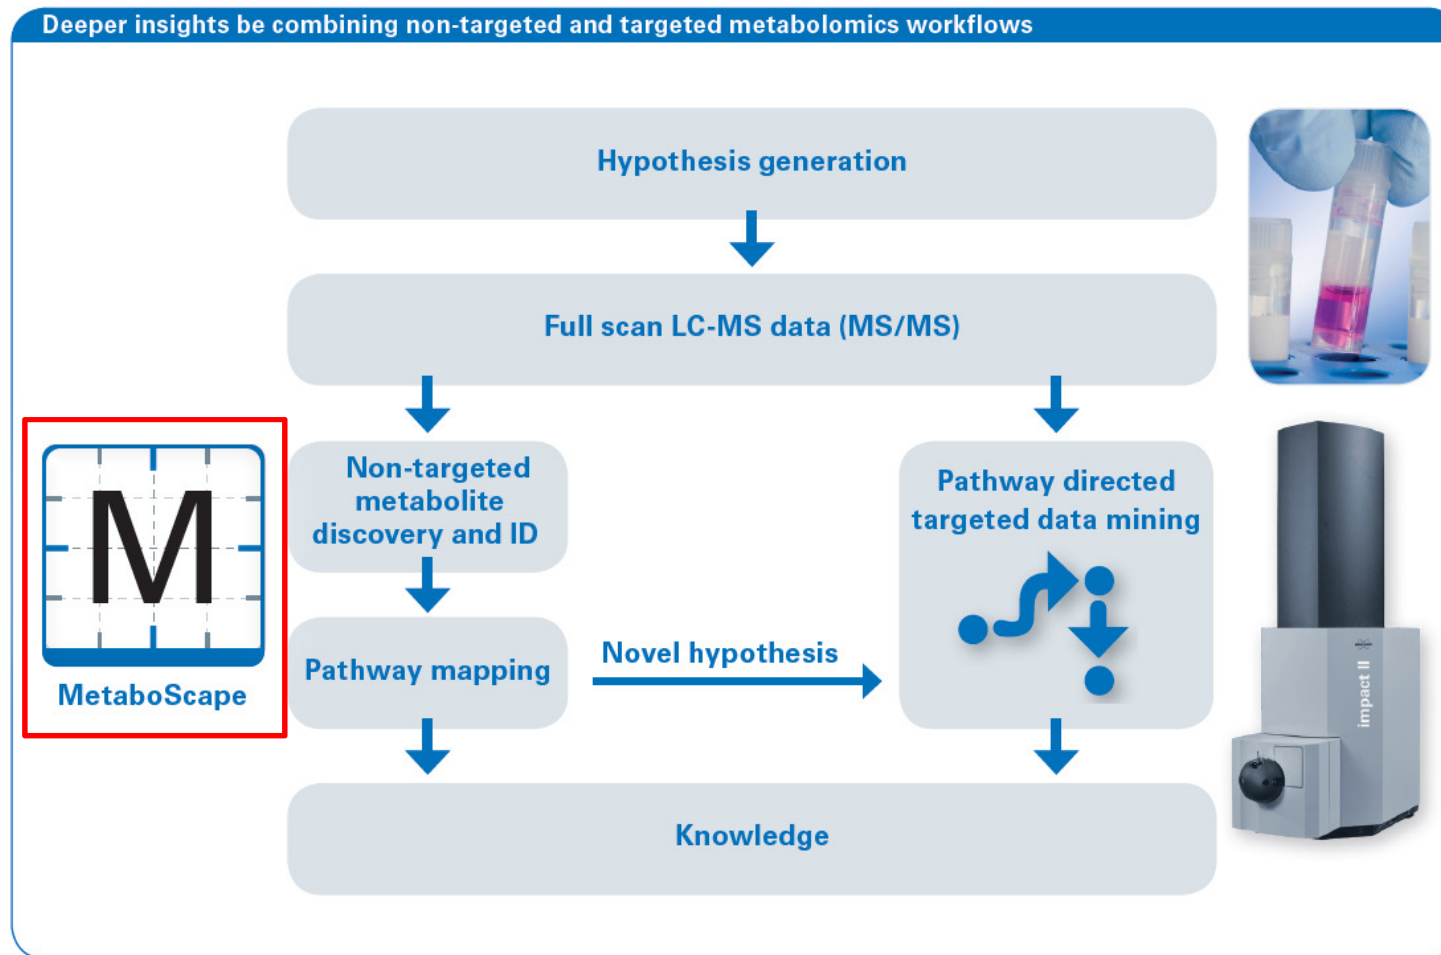 Deeper insights be combining non-targeted and targeted metabolomics workflows
Hypothesis generation
Full scan LC-MS data (MS/MS)
Non-targeted
metabolite
discovery and ID
Pathway directed
targeted data mining
M
MetaboScape
Pathway mapping
Novel hypothesis
impact II
Knowledge